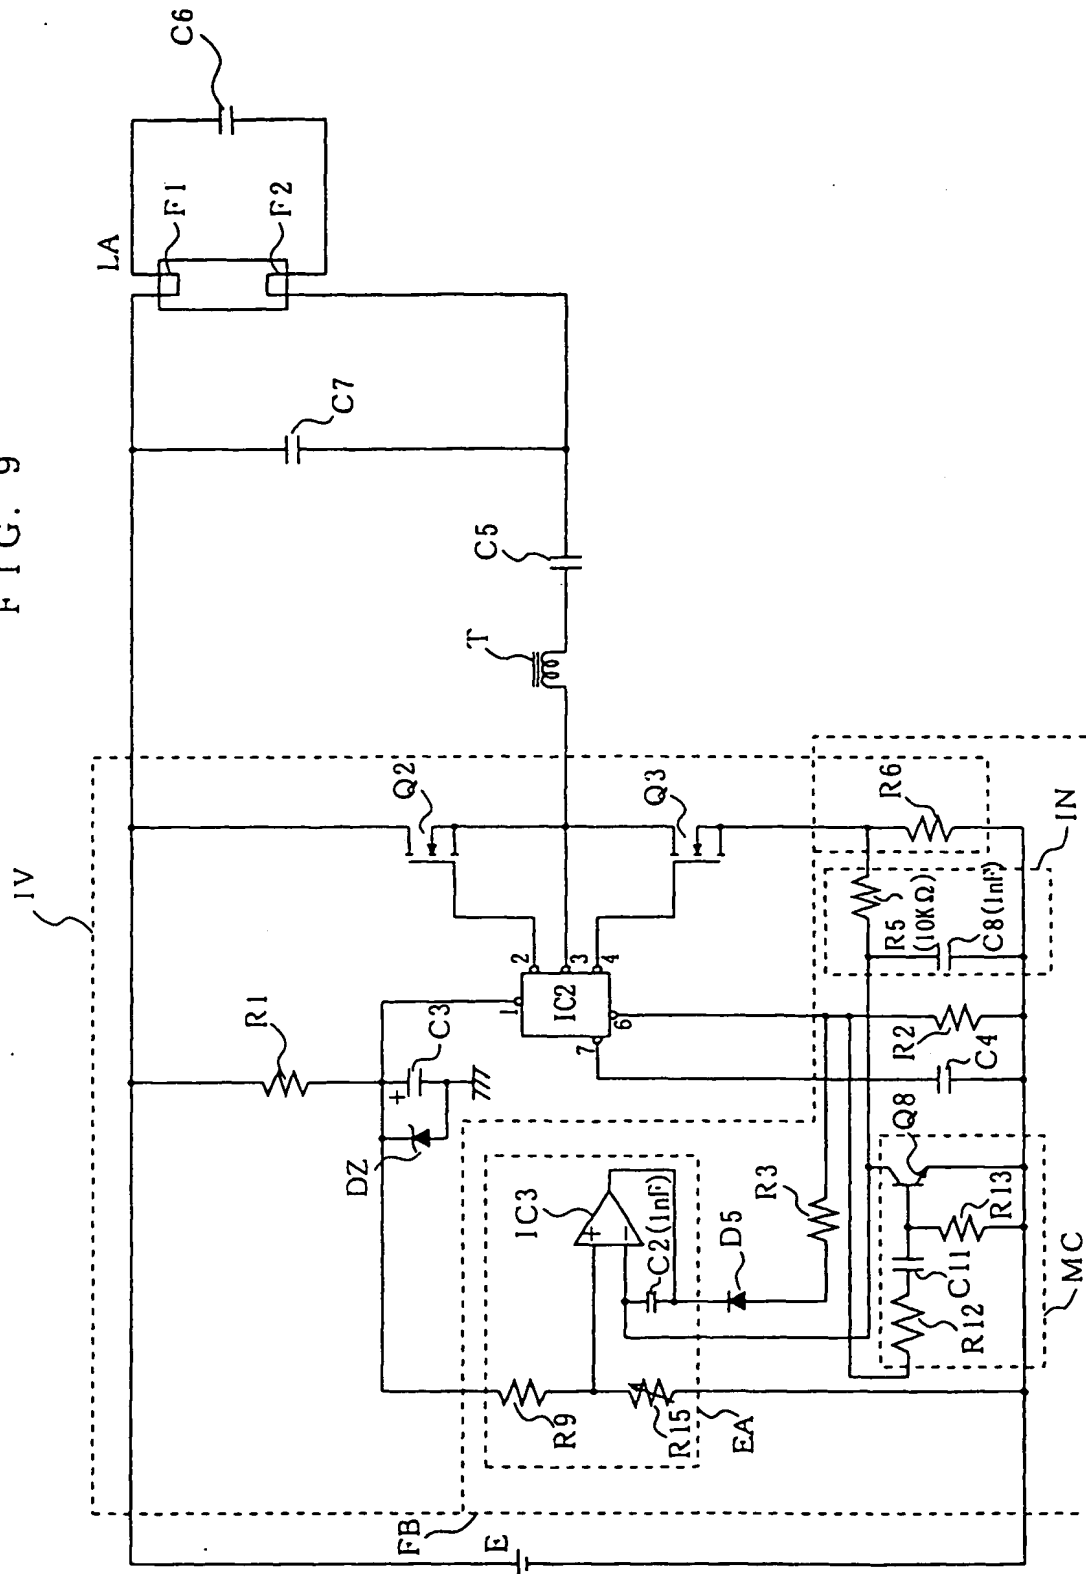 FIG. 9
IV
LA
C6
F1
F2
C7
C5
T
Q2
Q3
R6
IN
R5
(10KΩ)
C8(1nF)
R1
C3
+
DZ
IC2
1
2
3
4
6
7
R2
C4
Q8
R3
IC3
+
−
C2(1nF)
D5
R13
C11
R12
MC
R9
R15
EA
FB
E